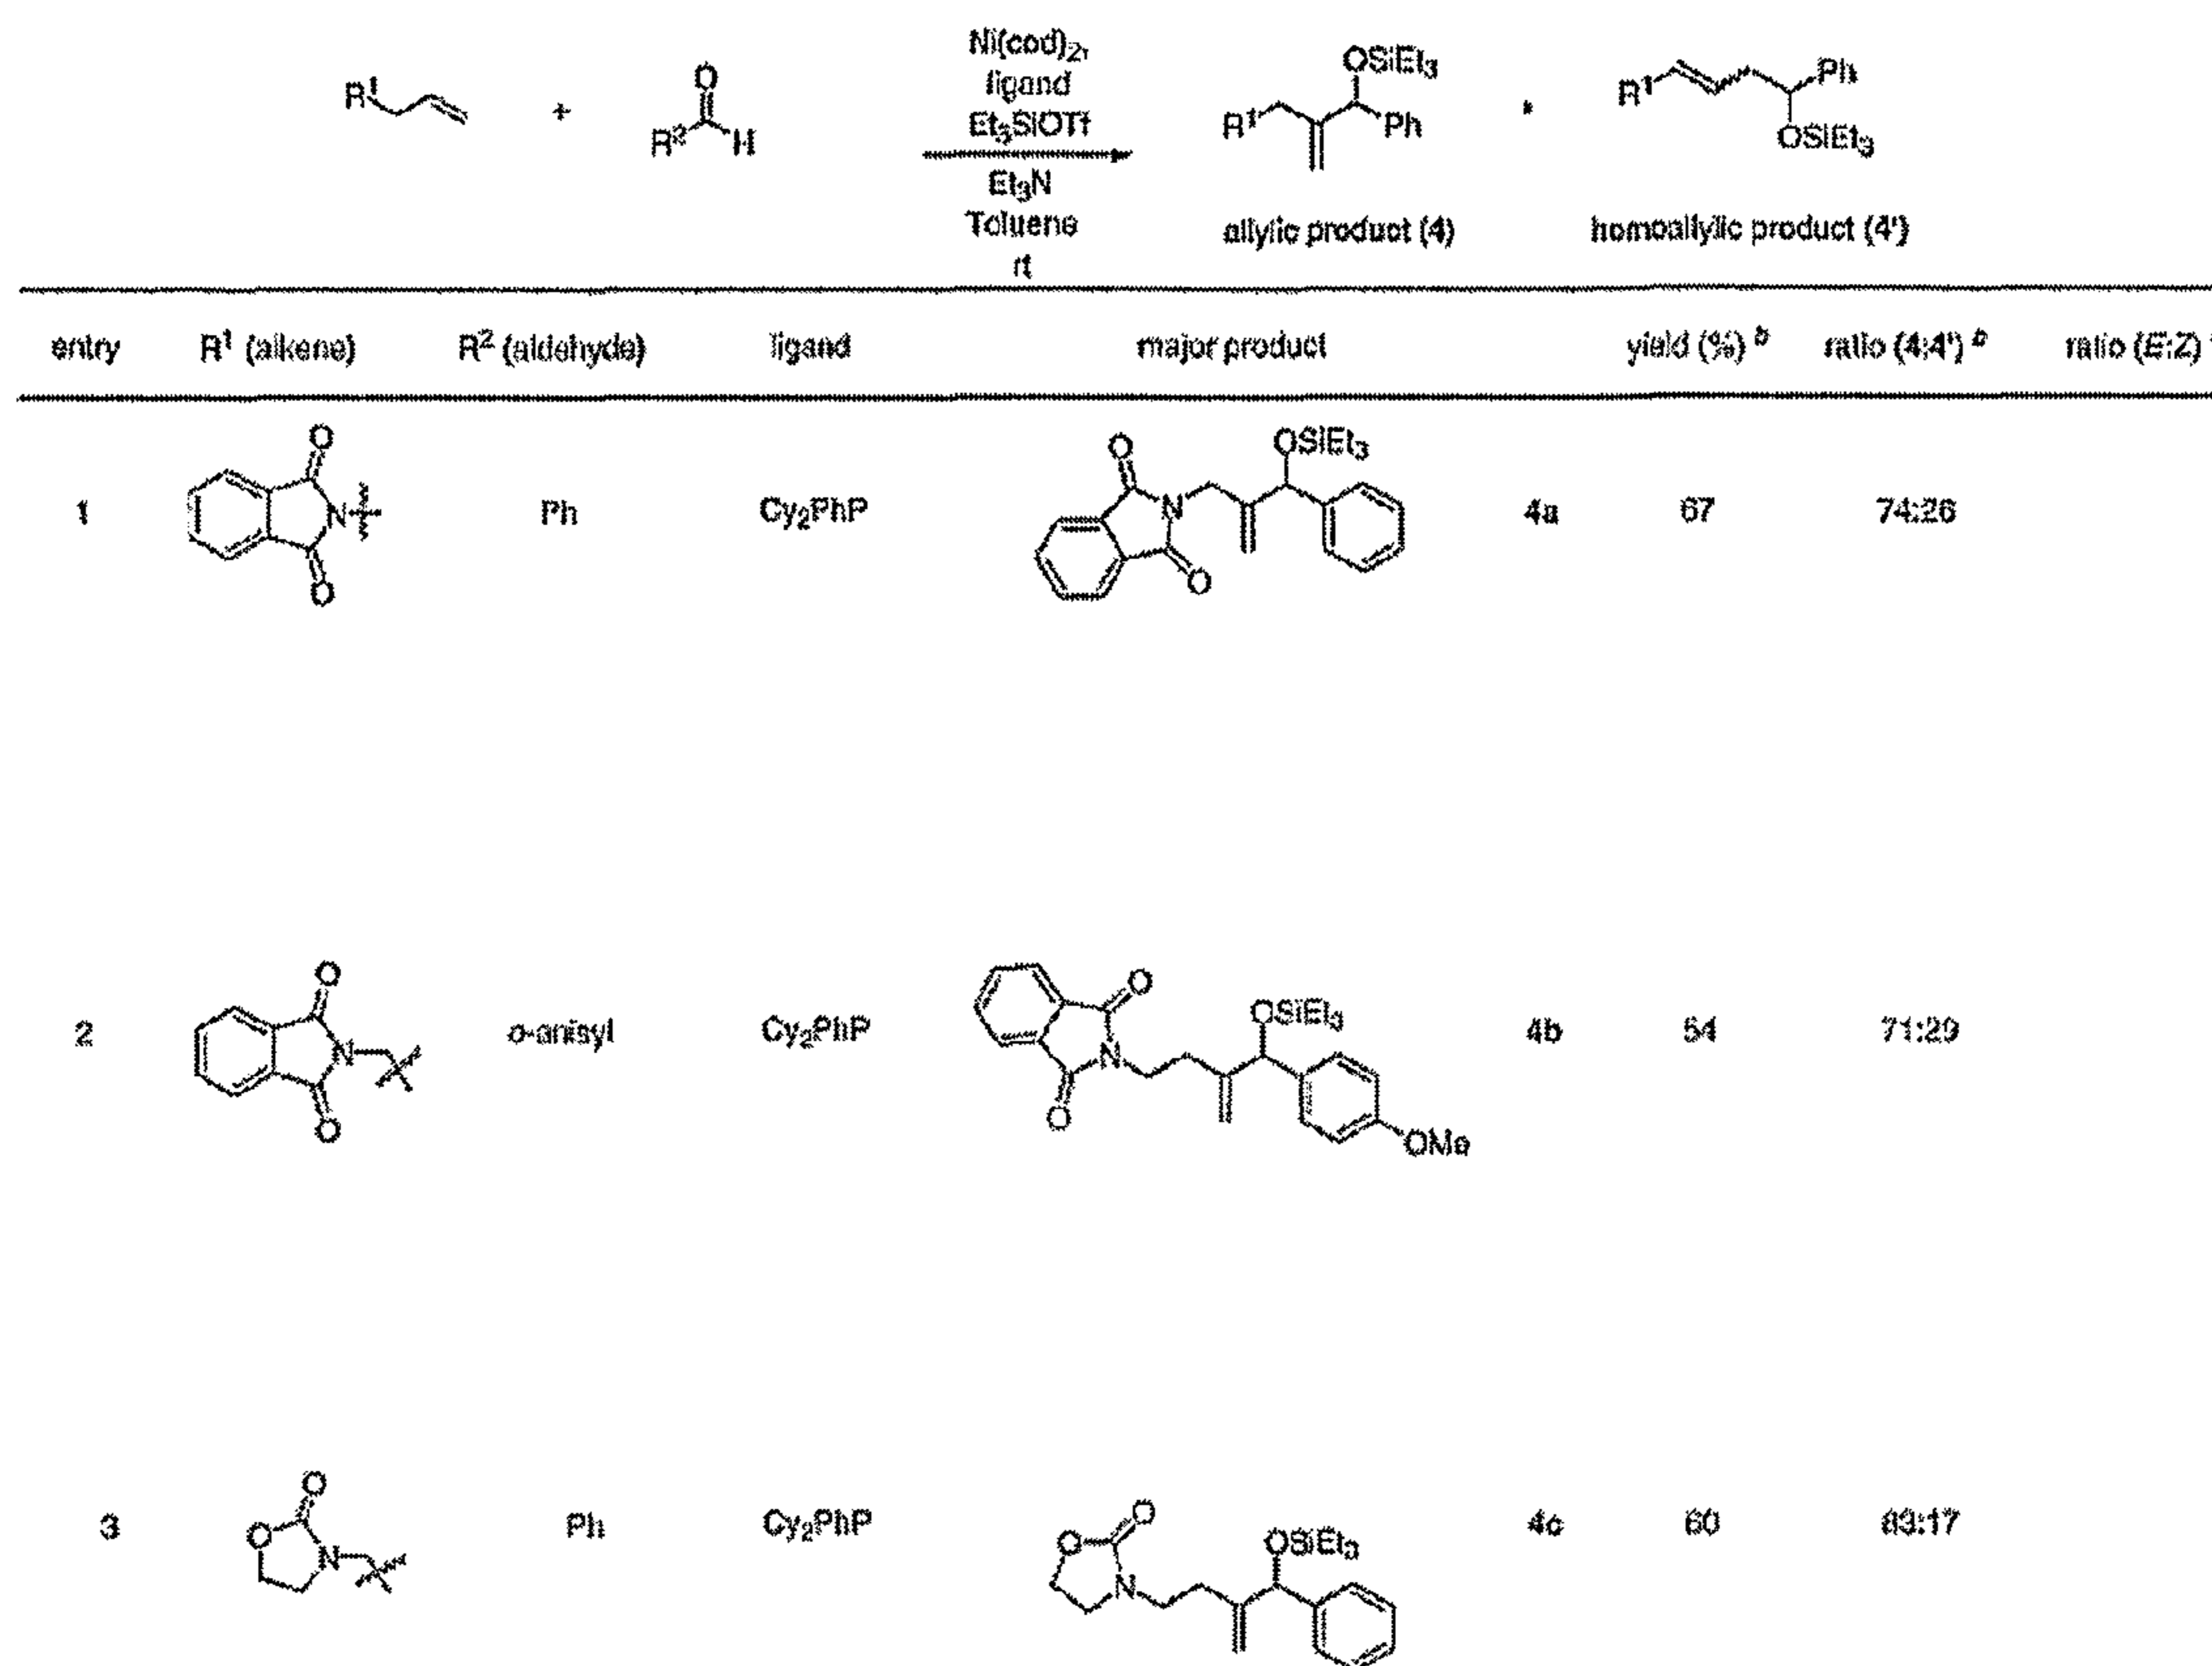 Ni(cod)2,
ligand
Et3SiOTf
Et3N
Toluene
rt
R1
+
R2
O
H
OSiEt3
R1
Ph
R1
Ph
OSiEt3
allylic product (4)
homoallylic product (4')
entry R1 (alkene) R2 (aldehyde) ligand major product yield (%) b ratio (4:4') b ratio (E:Z)
1 Ph Cy2PhP 4a 67 74:26
O
N
O
O
N
O
OSiEt3
2 o-anisyl Cy2PhP 4b 54 71:29
O
N
O
O
N
O
OSiEt3
OMe
3 Ph Cy2PhP 4c 60 83:17
O
O
N
O
O
N
OSiEt3